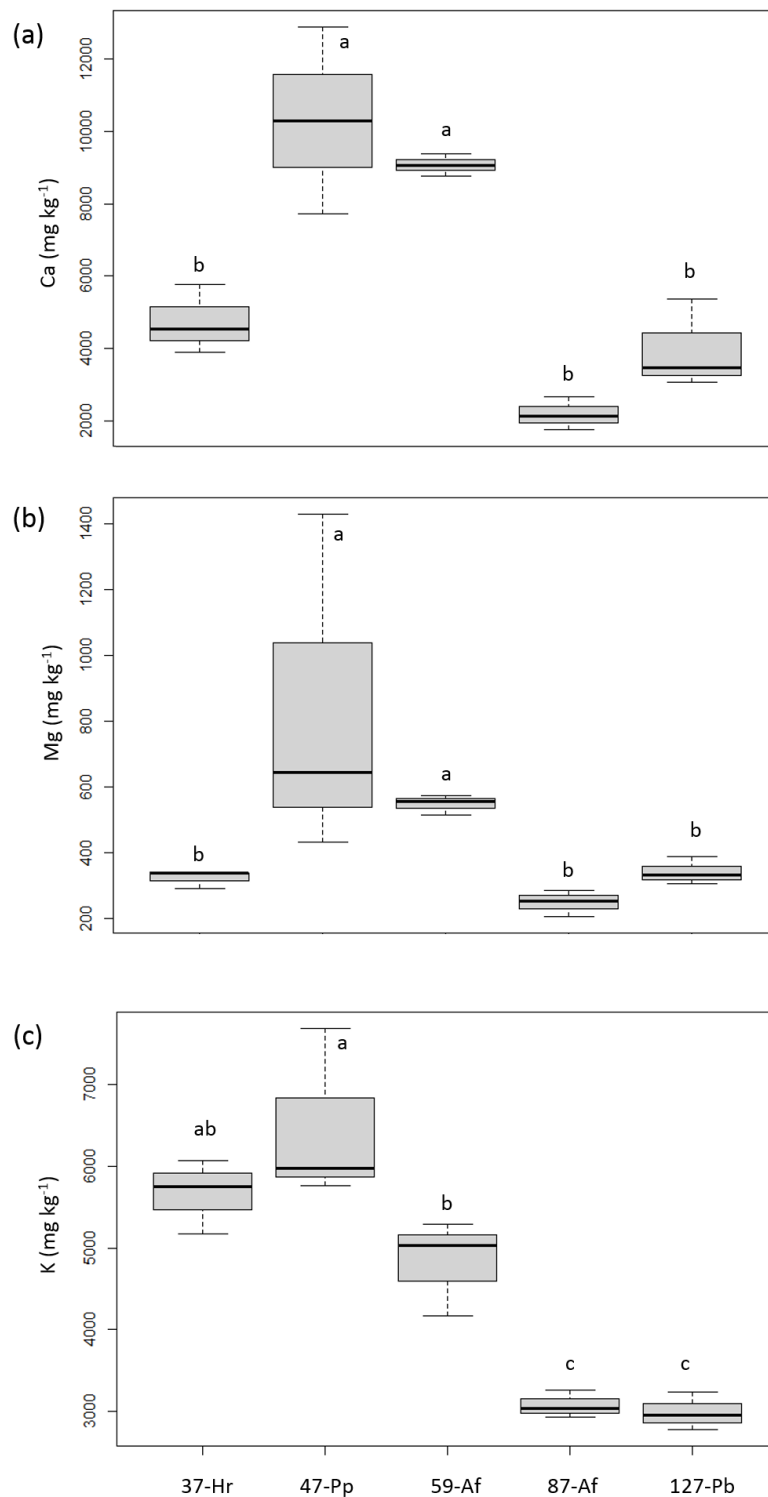 (a)
Ca (mg kg⁻¹)
12000
10000
8000
6000
4000
2000
b
a
a
b
b
(b)
Mg (mg kg⁻¹)
1400
1200
1000
800
600
400
200
b
a
a
b
b
(c)
K (mg kg⁻¹)
7000
6000
5000
4000
3000
ab
a
b
c
c
37-Hr 47-Pp 59-Af 87-Af 127-Pb